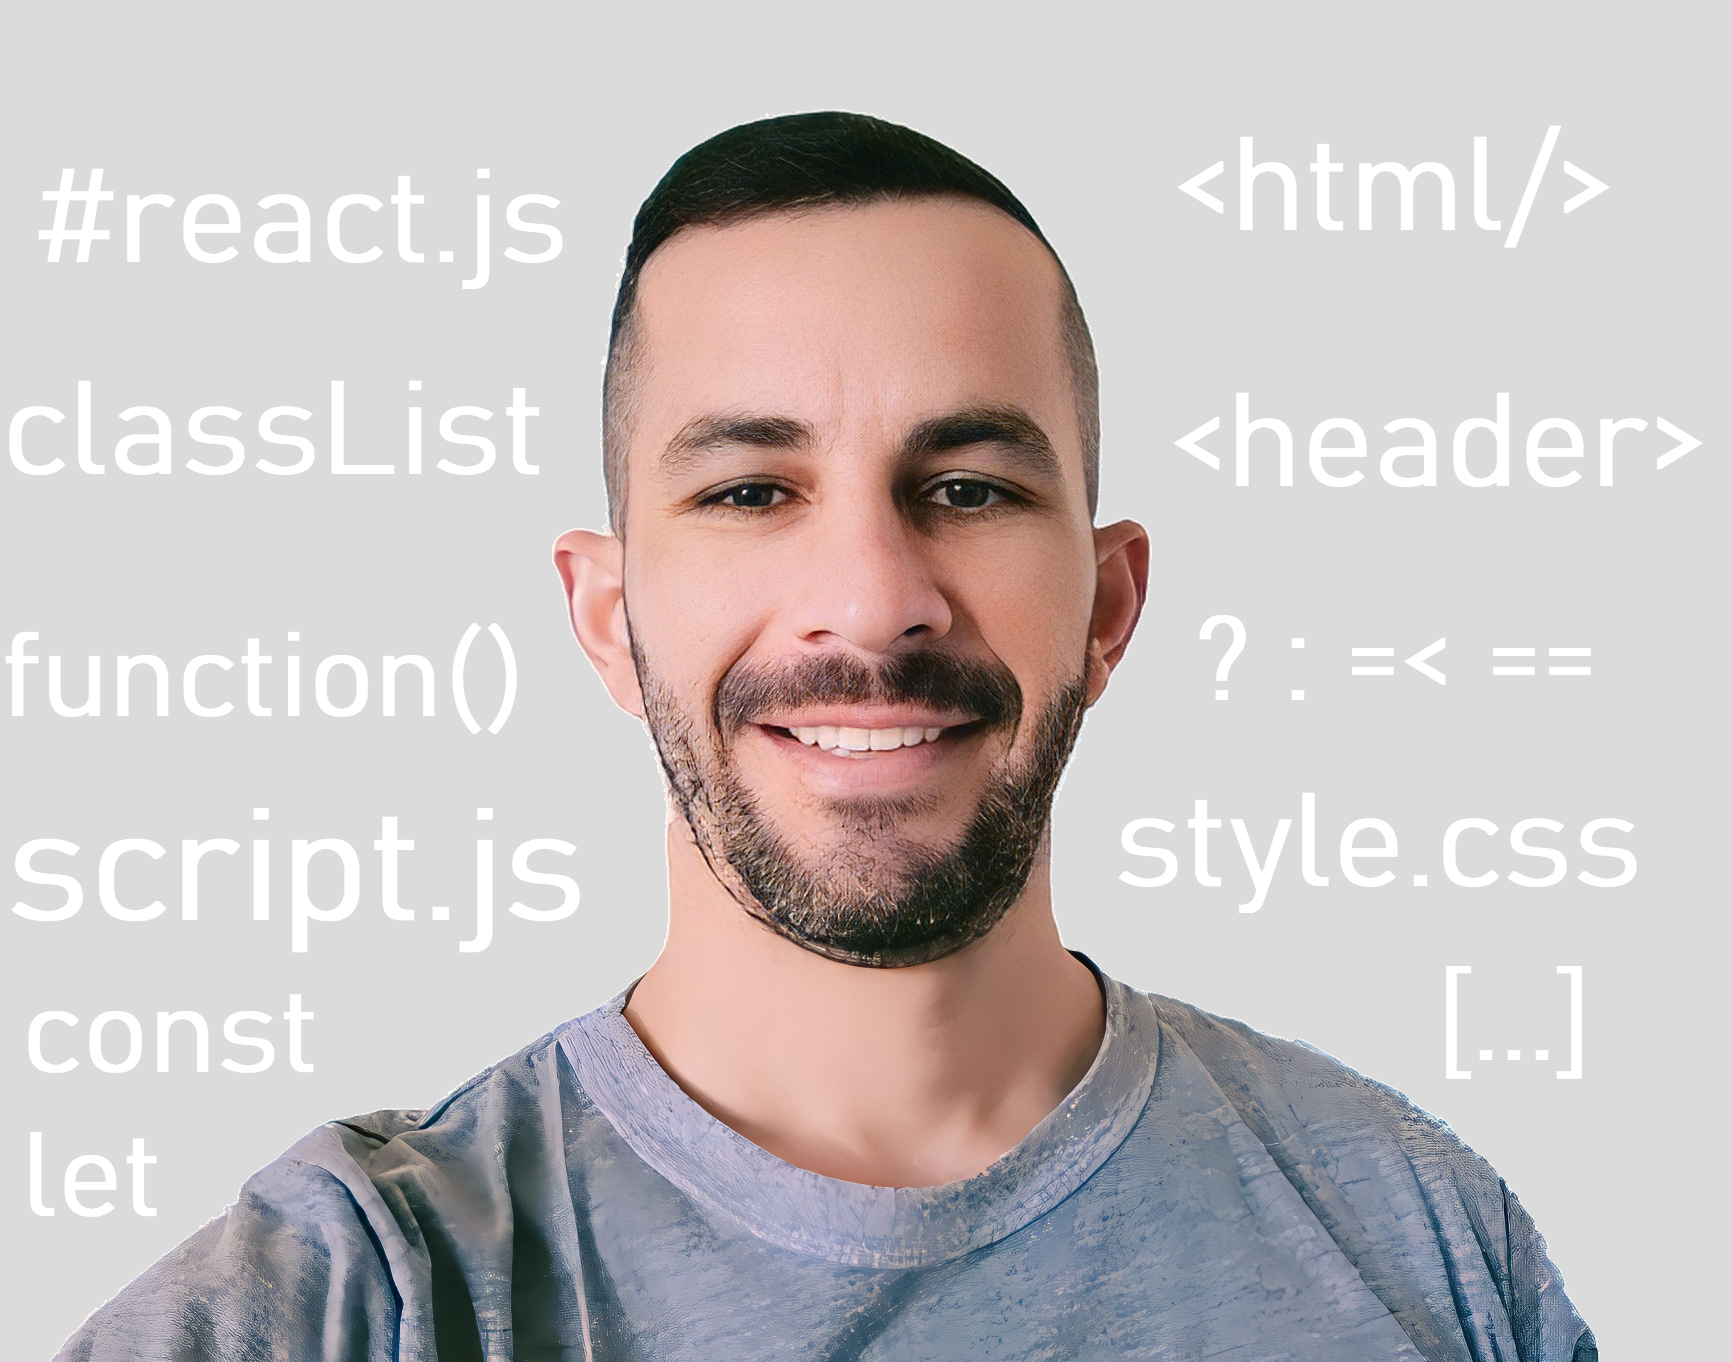 #react.js
classList
function()
script.js
const
let
<html/>
<header>
? : =< ==
style.css
[...]